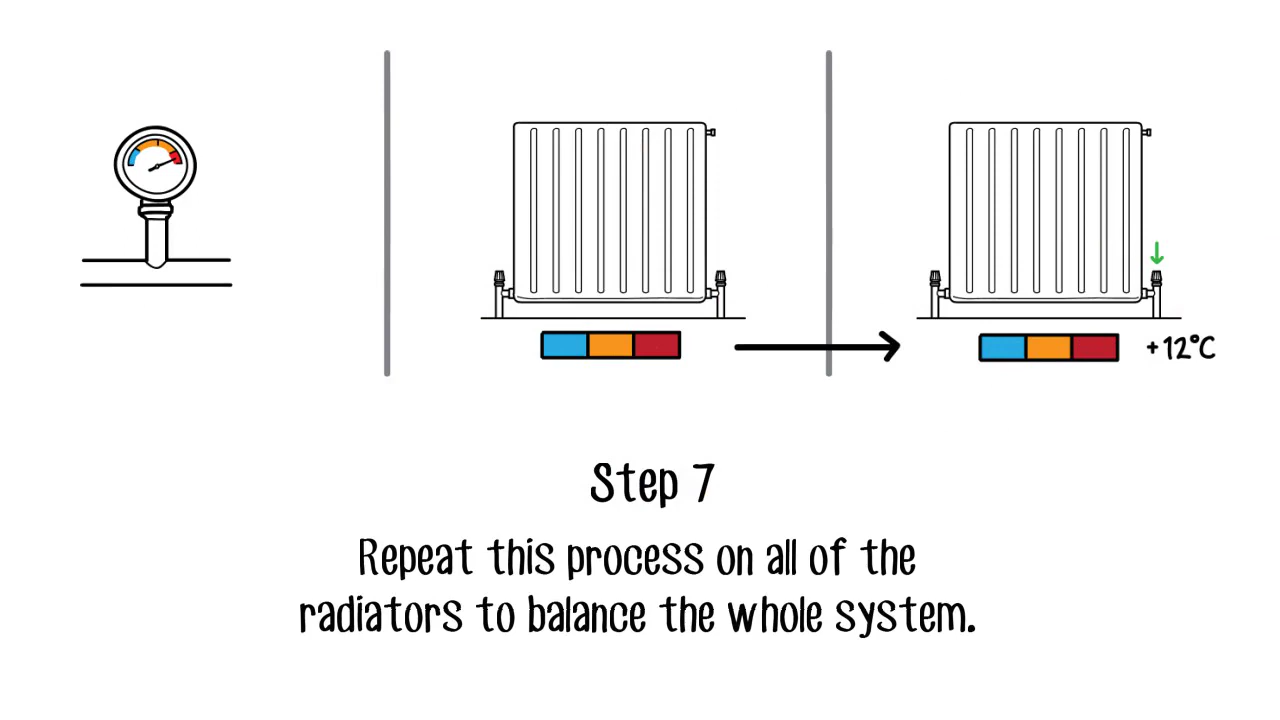 +12°C
Step 7
Repeat this process on all of the
radiators to balance the whole system.